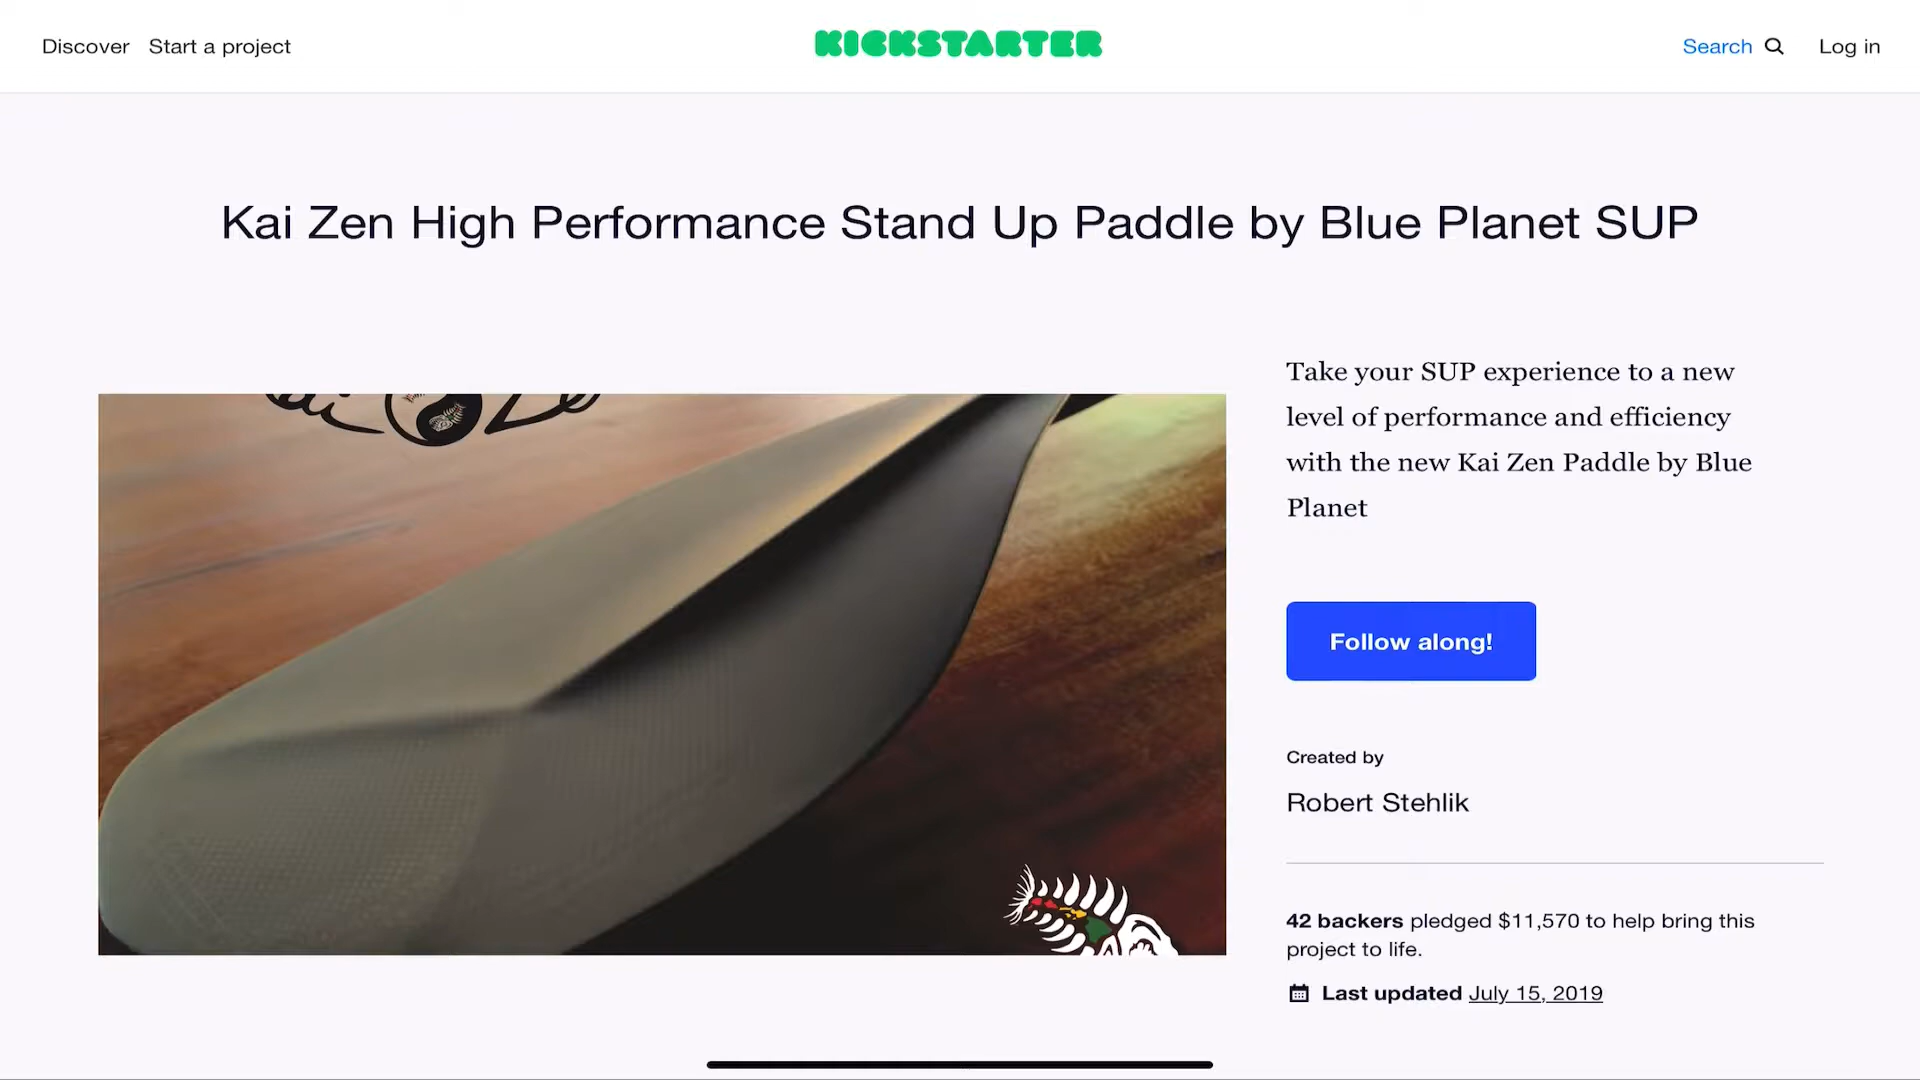 Discover Start a project
KICKSTARTER
Search
Log in
Kai Zen High Performance Stand Up Paddle by Blue Planet SUP
Take your SUP experience to a new
level of performance and efficiency
with the new Kai Zen Paddle by Blue
Planet
Follow along!
Created by
Robert Stehlik
42 backers pledged $11,570 to help bring this
project to life.
Last updated July 15, 2019